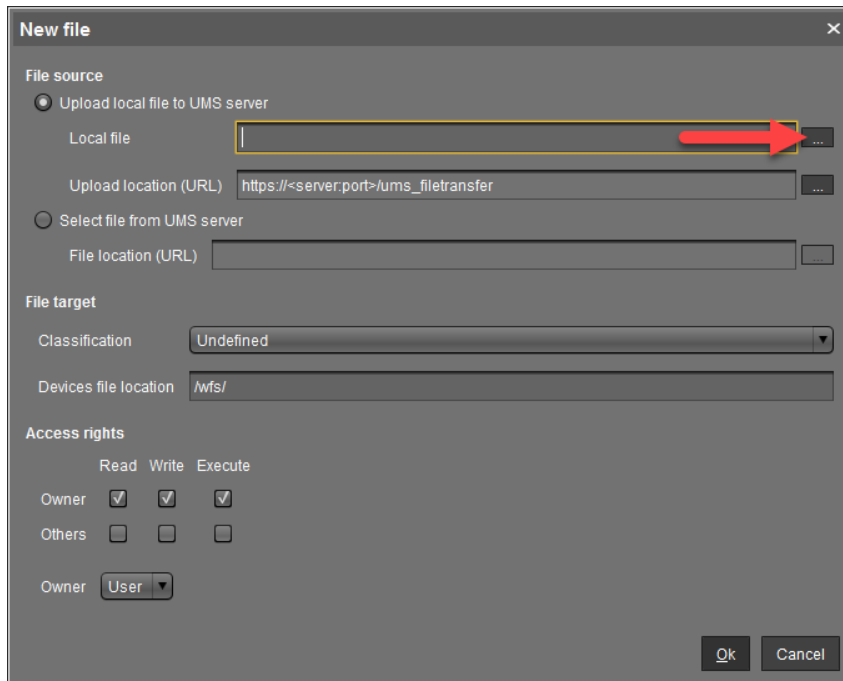 New file
File source
Upload local file to UMS server
Local file ...
Upload location (URL) https://<server:port>/ums_filetransfer ...
Select file from UMS server
File location (URL) ...
File target
Classification Undefined
Devices file location /wfs/
Access rights
Read Write Execute
Owner
Others
Owner User
Ok Cancel